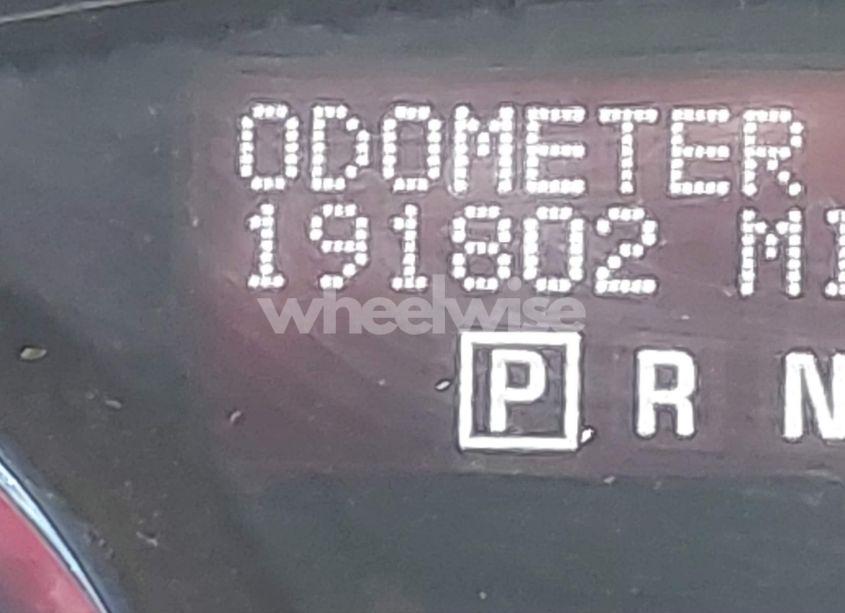 ODOMETER
191802 MI
wheelwise
P R N